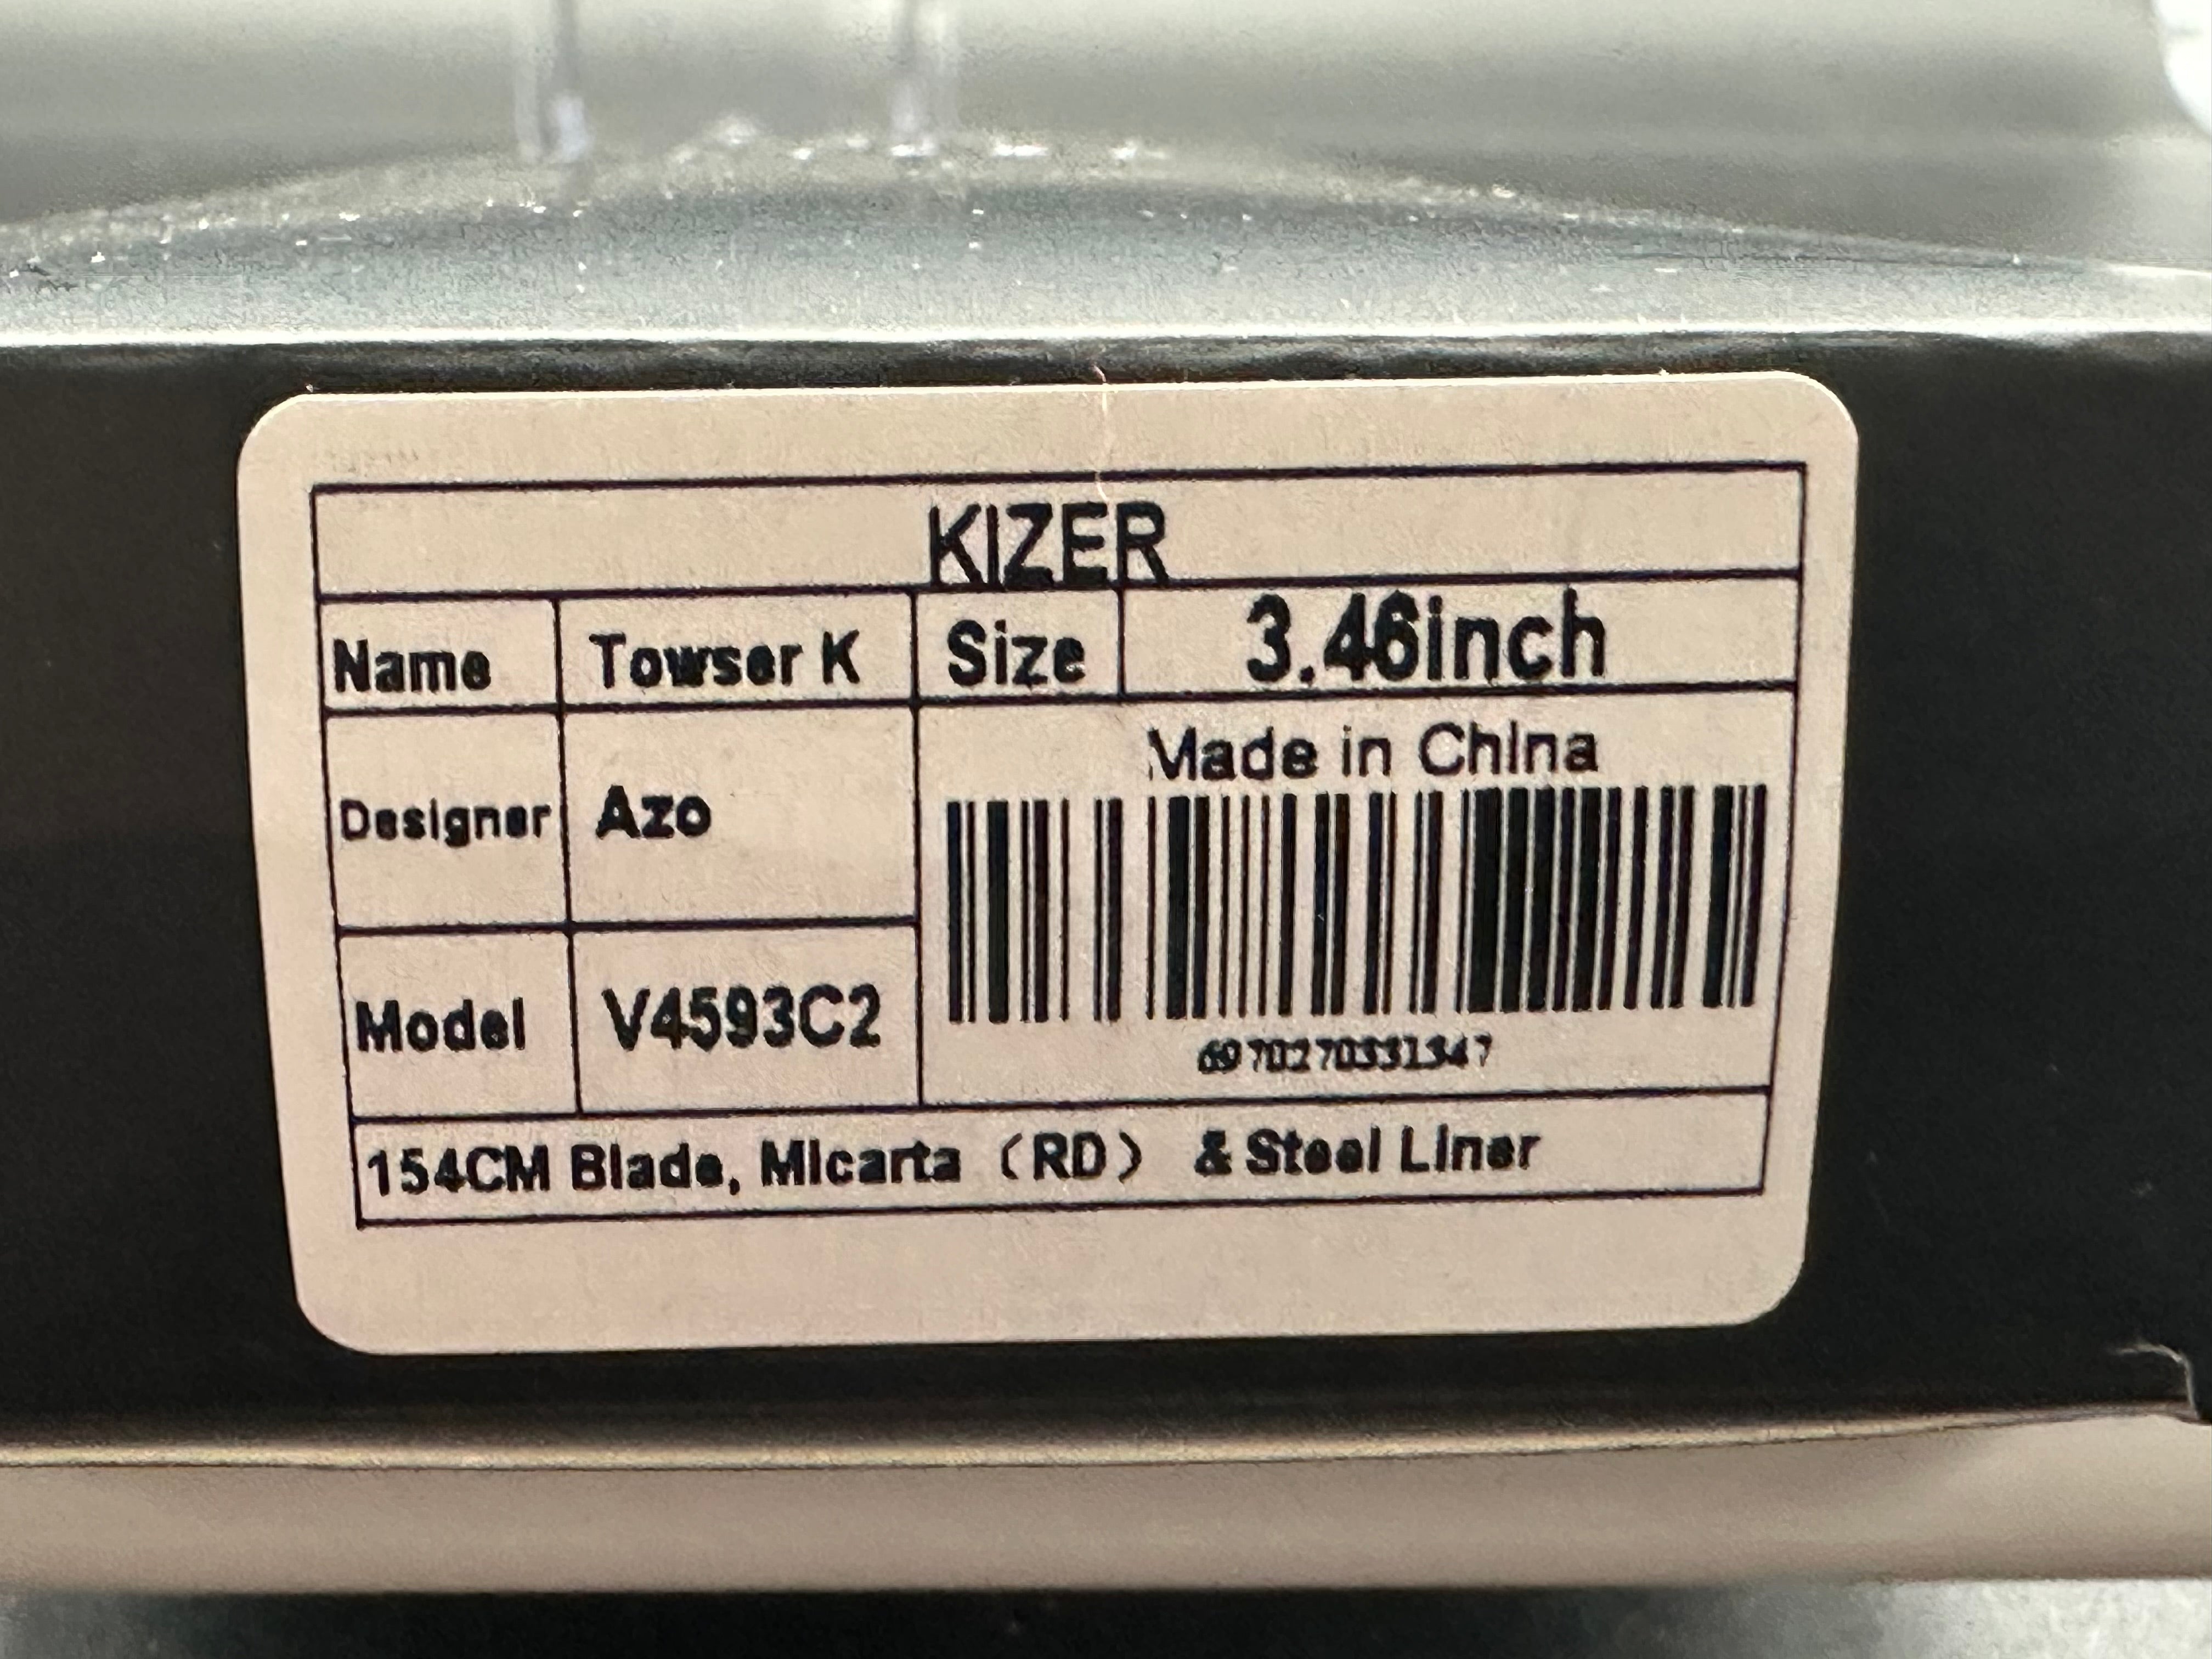 KIZER
Name Towser K Size 3.46inch
Made in China
Designer Azo
Model V4593C2
6970270331347
154CM Blade, Micarta（RD） & Steel Liner